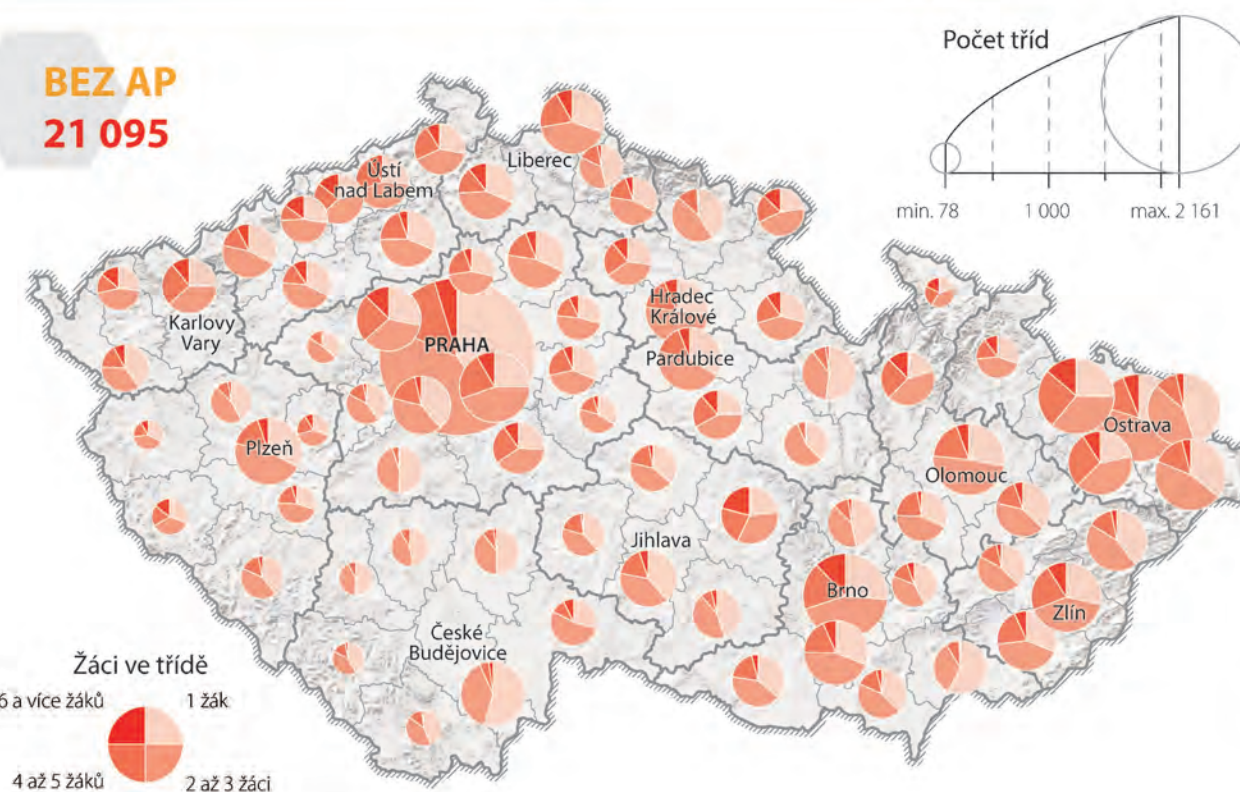 BEZ AP
21 095
Počet tříd
min. 78
1 000
max. 2 161
Ústí
nad Labem
Liberec
Karlovy
Vary
PRAHA
Hradec
Králové
Pardubice
Plzeň
Ostrava
Olomouc
Jihlava
Brno
Zlín
České
Budějovice
Žáci ve třídě
6 a více žáků
1 žák
4 až 5 žáků
2 až 3 žáci